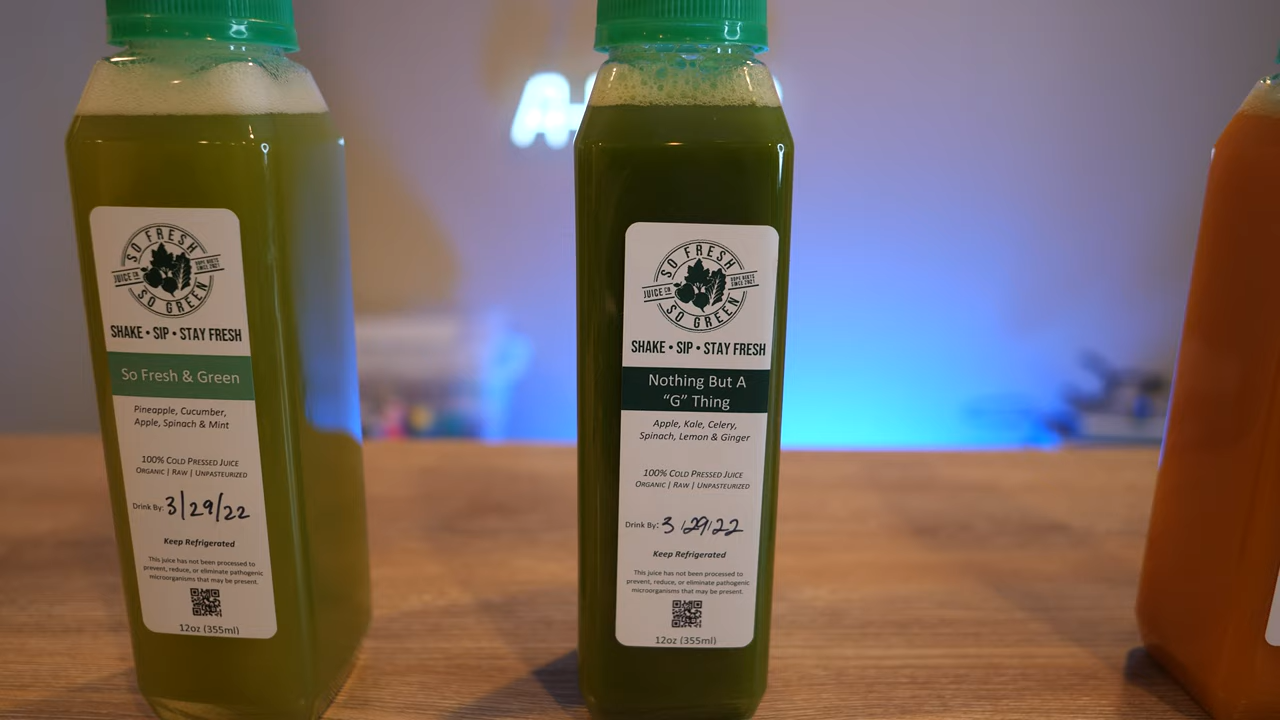 SO FRESH
JUICE CO.
DOPE BEETS
SINCE 2021
SO GREEN
SHAKE • SIP • STAY FRESH
So Fresh & Green
Pineapple, Cucumber,
Apple, Spinach & Mint
100% COLD PRESSED JUICE
ORGANIC | RAW | UNPASTEURIZED
Drink By: 3/29/22
Keep Refrigerated
This juice has not been processed to
prevent, reduce, or eliminate pathogenic
microorganisms that may be present.
12oz (355ml)
SO FRESH
JUICE CO.
DOPE BEETS
SINCE 2021
SO GREEN
SHAKE • SIP • STAY FRESH
Nothing But A
“G” Thing
Apple, Kale, Celery,
Spinach, Lemon & Ginger
100% COLD PRESSED JUICE
ORGANIC | RAW | UNPASTEURIZED
Drink By: 3/29/22
Keep Refrigerated
This juice has not been processed to
prevent, reduce, or eliminate pathogenic
microorganisms that may be present.
12oz (355ml)